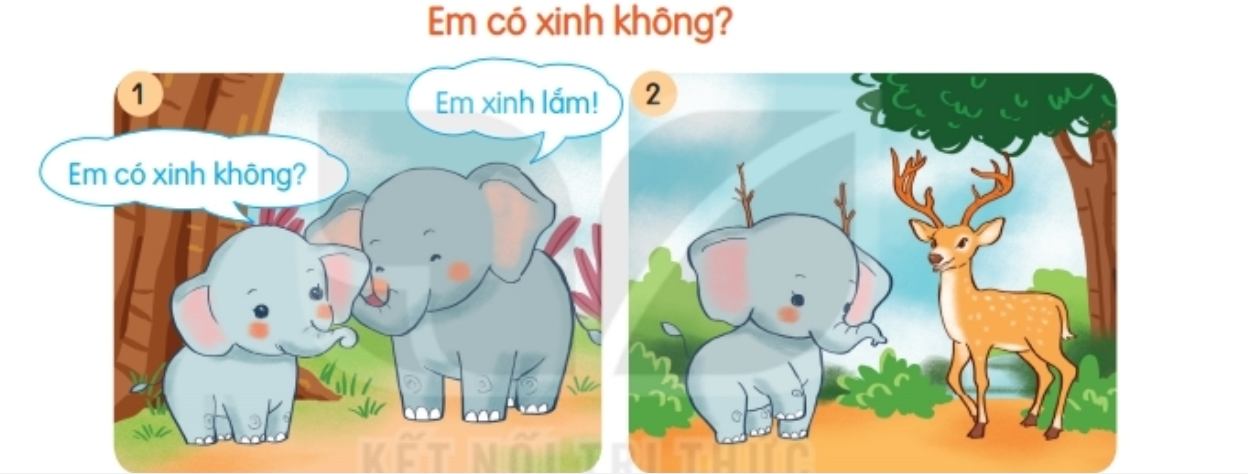 Em có xinh không?
1
Em xinh lắm!
Em có xinh không?
2
KẾT NỐI TRI THỨC